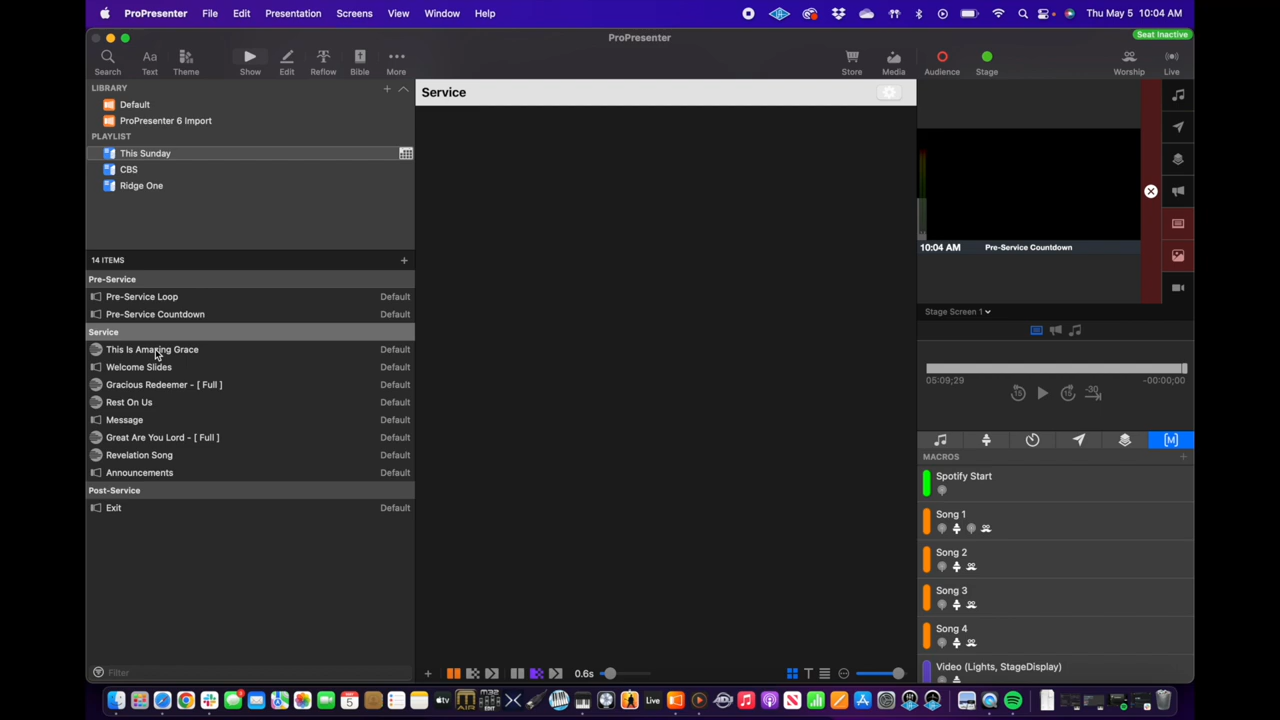 ProPresenter File Edit Presentation Screens View Window Help Thu May 5 10:04 AM
ProPresenter
Seat Inactive
Search Text Theme Show Edit Reflow Bible More Store Media Audience Stage Worship Live
LIBRARY
Default
ProPresenter 6 Import
PLAYLIST
This Sunday
CBS
Ridge One
14 ITEMS
Pre-Service
Pre-Service Loop Default
Pre-Service Countdown Default
Service
This Is Amazing Grace Default
Welcome Slides Default
Gracious Redeemer - [ Full ] Default
Rest On Us Default
Message Default
Great Are You Lord - [ Full ] Default
Revelation Song Default
Announcements Default
Post-Service
Exit Default
Filter
Service
0.6s
10:04 AM Pre-Service Countdown
Stage Screen 1
05:09;29 -00:00;00
15 15 -30
[M]
MACROS
Spotify Start
Song 1
Song 2
Song 3
Song 4
Video (Lights, StageDisplay)